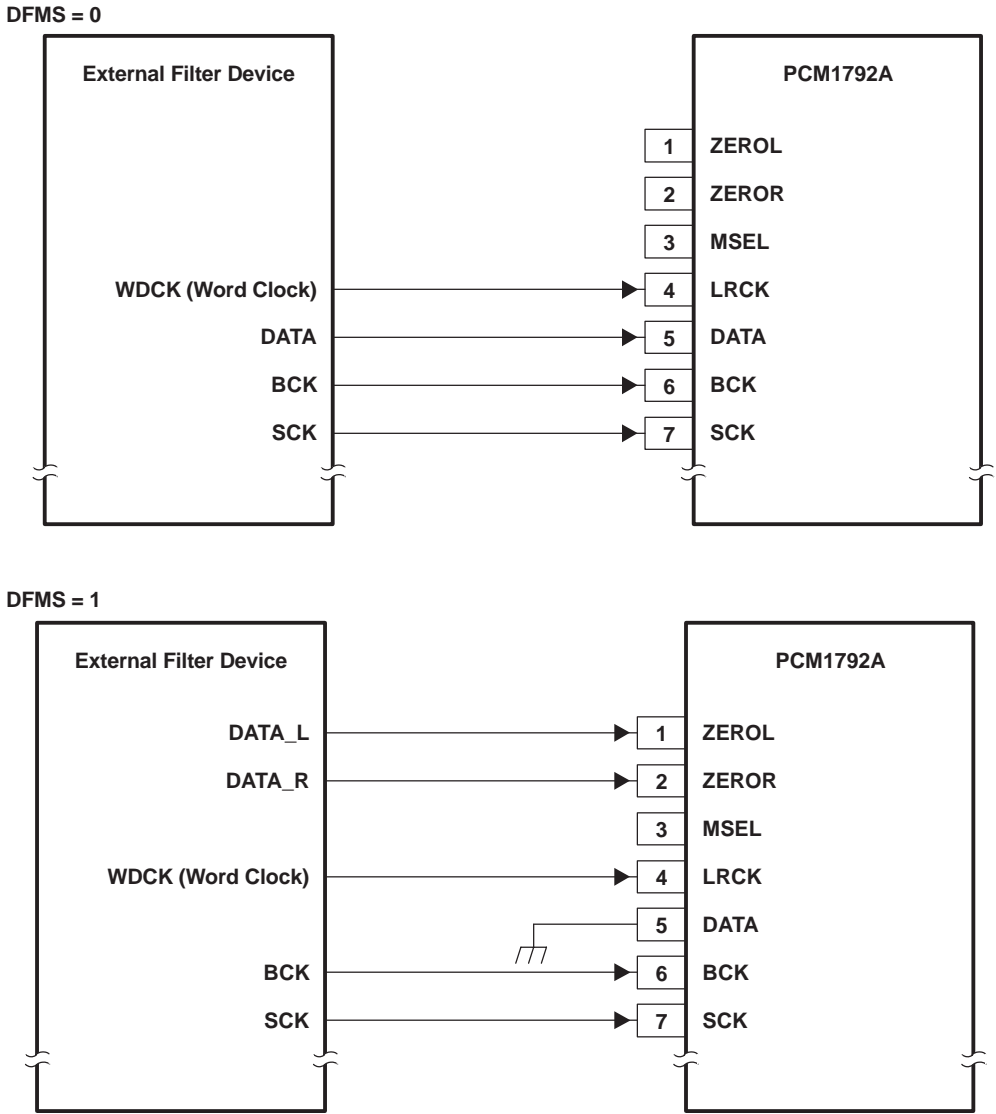 DFMS = 0
External Filter Device
PCM1792A
1 ZEROL
2 ZEROR
3 MSEL
WDCK (Word Clock) 4 LRCK
DATA 5 DATA
BCK 6 BCK
SCK 7 SCK
DFMS = 1
External Filter Device
PCM1792A
DATA_L 1 ZEROL
DATA_R 2 ZEROR
3 MSEL
WDCK (Word Clock) 4 LRCK
5 DATA
BCK 6 BCK
SCK 7 SCK